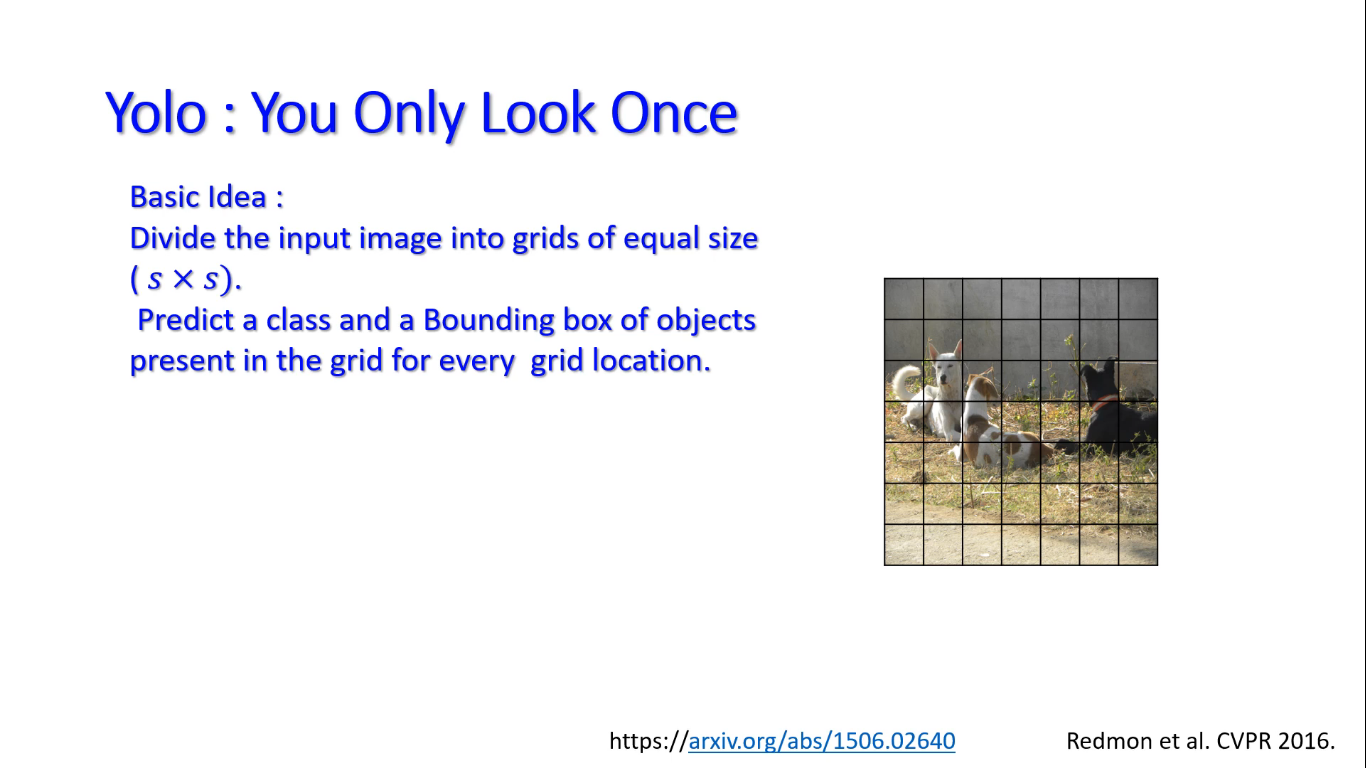 Yolo : You Only Look Once
Basic Idea :
Divide the input image into grids of equal size
( s × s).
Predict a class and a Bounding box of objects
present in the grid for every  grid location.
https://arxiv.org/abs/1506.02640
Redmon et al. CVPR 2016.